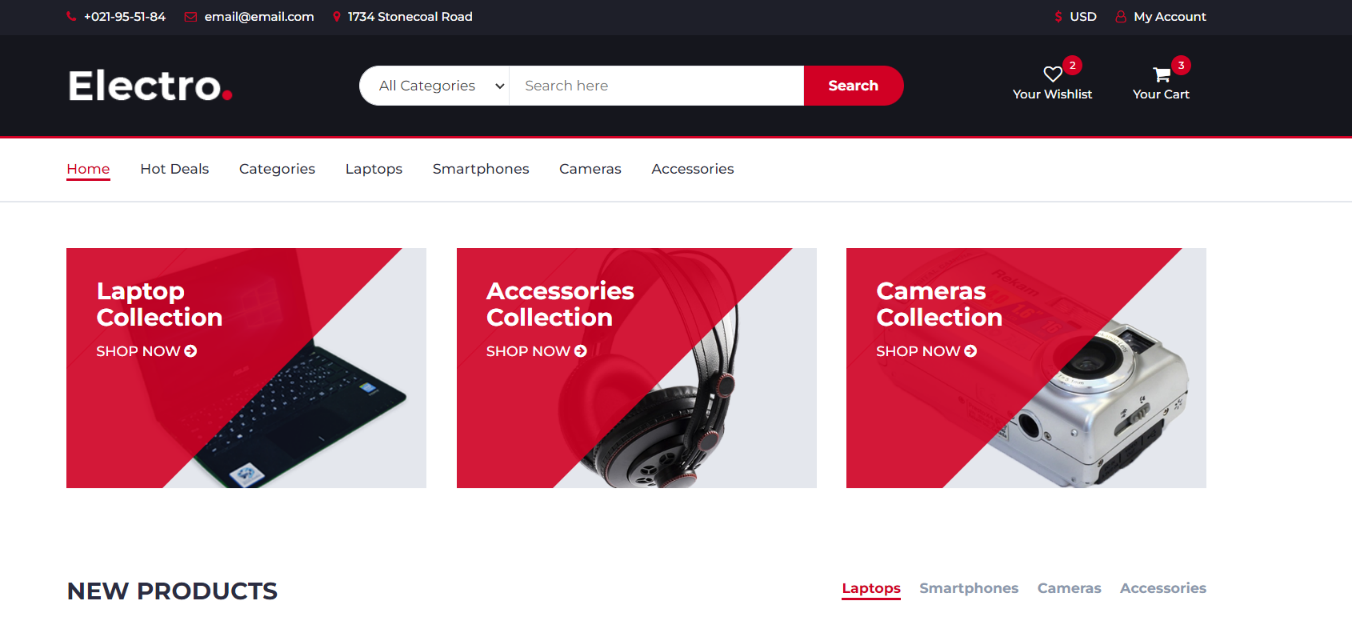 +021-95-51-84 email@email.com 1734 Stonecoal Road $ USD My Account
Electro. All Categories Search here Search 2 Your Wishlist 3 Your Cart
Home Hot Deals Categories Laptops Smartphones Cameras Accessories
Laptop
Collection
SHOP NOW
Accessories
Collection
SHOP NOW
Cameras
Collection
SHOP NOW
Rekam
NEW PRODUCTS Laptops Smartphones Cameras Accessories